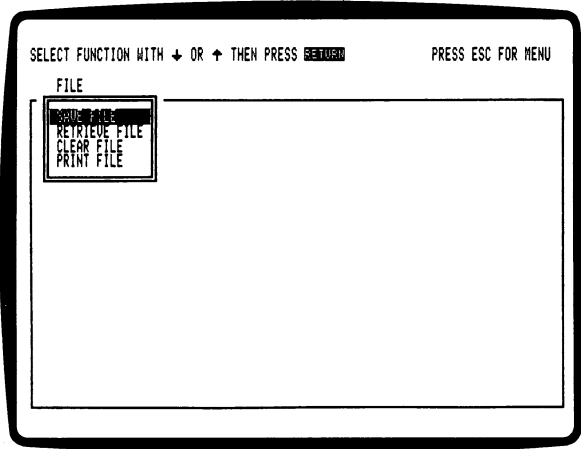 SELECT FUNCTION WITH ↓ OR ↑ THEN PRESS RETURN PRESS ESC FOR MENU
FILE
SAVE FILE
RETRIEVE FILE
CLEAR FILE
PRINT FILE